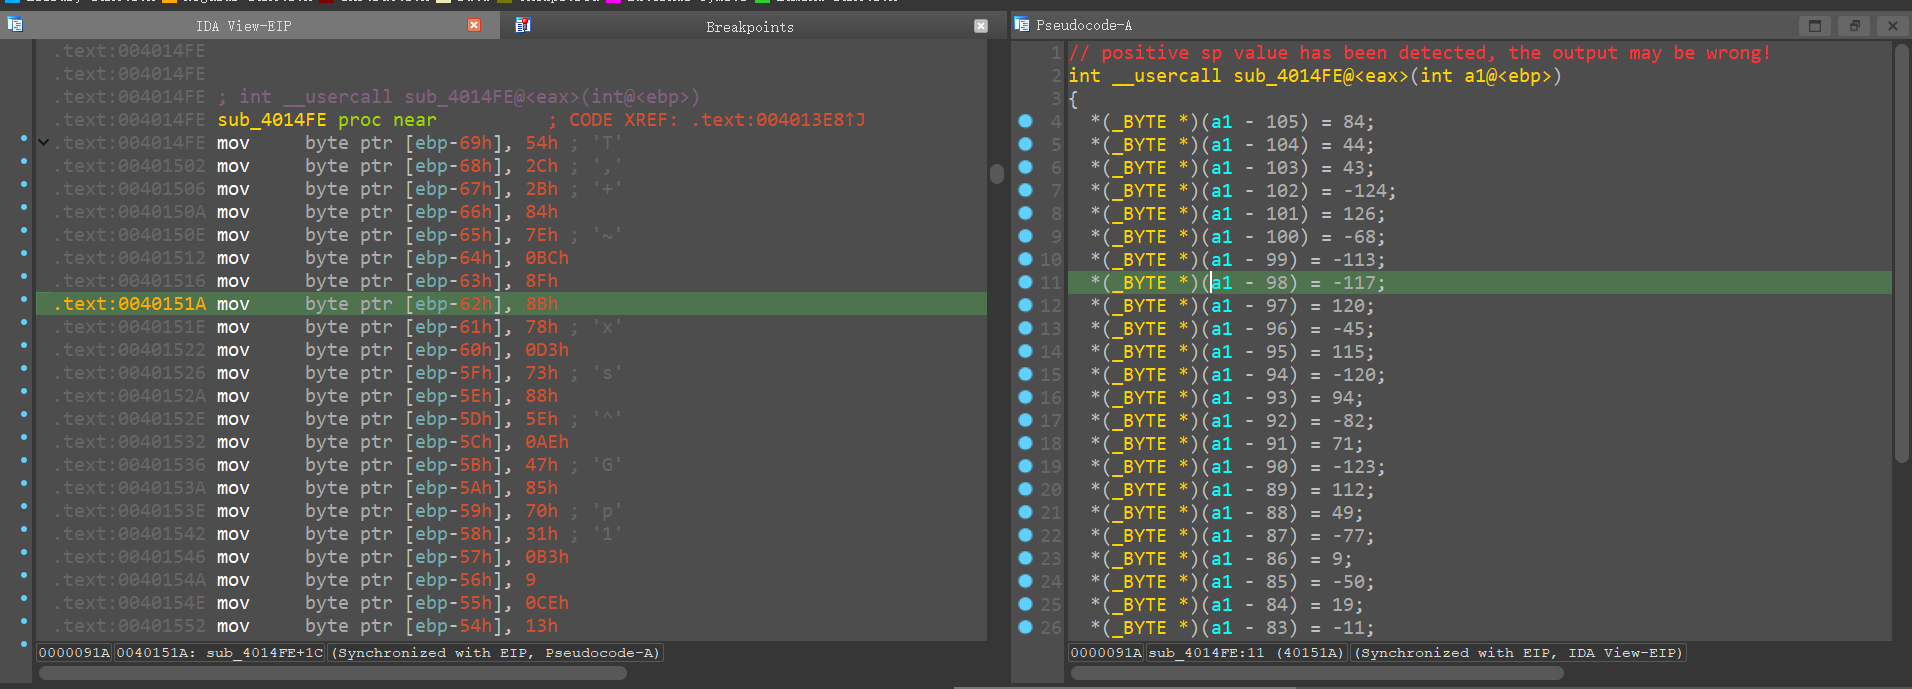 IDA View-EIP
Breakpoints
.text:004014FE
.text:004014FE
.text:004014FE ; int __usercall sub_4014FE@<eax>(int@<ebp>)
.text:004014FE sub_4014FE proc near ; CODE XREF: .text:004013E8↑J
.text:004014FE mov byte ptr [ebp-69h], 54h ; 'T'
.text:00401502 mov byte ptr [ebp-68h], 2Ch ; ','
.text:00401506 mov byte ptr [ebp-67h], 2Bh ; '+'
.text:0040150A mov byte ptr [ebp-66h], 84h
.text:0040150E mov byte ptr [ebp-65h], 7Eh ; '~'
.text:00401512 mov byte ptr [ebp-64h], 0BCh
.text:00401516 mov byte ptr [ebp-63h], 8Fh
.text:0040151A mov byte ptr [ebp-62h], 8Bh
.text:0040151E mov byte ptr [ebp-61h], 78h ; 'x'
.text:00401522 mov byte ptr [ebp-60h], 0D3h
.text:00401526 mov byte ptr [ebp-5Fh], 73h ; 's'
.text:0040152A mov byte ptr [ebp-5Eh], 88h
.text:0040152E mov byte ptr [ebp-5Dh], 5Eh ; '^'
.text:00401532 mov byte ptr [ebp-5Ch], 0AEh
.text:00401536 mov byte ptr [ebp-5Bh], 47h ; 'G'
.text:0040153A mov byte ptr [ebp-5Ah], 85h
.text:0040153E mov byte ptr [ebp-59h], 70h ; 'p'
.text:00401542 mov byte ptr [ebp-58h], 31h ; '1'
.text:00401546 mov byte ptr [ebp-57h], 0B3h
.text:0040154A mov byte ptr [ebp-56h], 9
.text:0040154E mov byte ptr [ebp-55h], 0CEh
.text:00401552 mov byte ptr [ebp-54h], 13h
0000091A 0040151A: sub_4014FE+1C (Synchronized with EIP, Pseudocode-A)
Pseudocode-A
1 // positive sp value has been detected, the output may be wrong!
2 int __usercall sub_4014FE@<eax>(int a1@<ebp>)
3 {
4 *(_BYTE *)(a1 - 105) = 84;
5 *(_BYTE *)(a1 - 104) = 44;
6 *(_BYTE *)(a1 - 103) = 43;
7 *(_BYTE *)(a1 - 102) = -124;
8 *(_BYTE *)(a1 - 101) = 126;
9 *(_BYTE *)(a1 - 100) = -68;
10 *(_BYTE *)(a1 - 99) = -113;
11 *(_BYTE *)(a1 - 98) = -117;
12 *(_BYTE *)(a1 - 97) = 120;
13 *(_BYTE *)(a1 - 96) = -45;
14 *(_BYTE *)(a1 - 95) = 115;
15 *(_BYTE *)(a1 - 94) = -120;
16 *(_BYTE *)(a1 - 93) = 94;
17 *(_BYTE *)(a1 - 92) = -82;
18 *(_BYTE *)(a1 - 91) = 71;
19 *(_BYTE *)(a1 - 90) = -123;
20 *(_BYTE *)(a1 - 89) = 112;
21 *(_BYTE *)(a1 - 88) = 49;
22 *(_BYTE *)(a1 - 87) = -77;
23 *(_BYTE *)(a1 - 86) = 9;
24 *(_BYTE *)(a1 - 85) = -50;
25 *(_BYTE *)(a1 - 84) = 19;
26 *(_BYTE *)(a1 - 83) = -11;
0000091A sub_4014FE:11 (40151A) (Synchronized with EIP, IDA View-EIP)